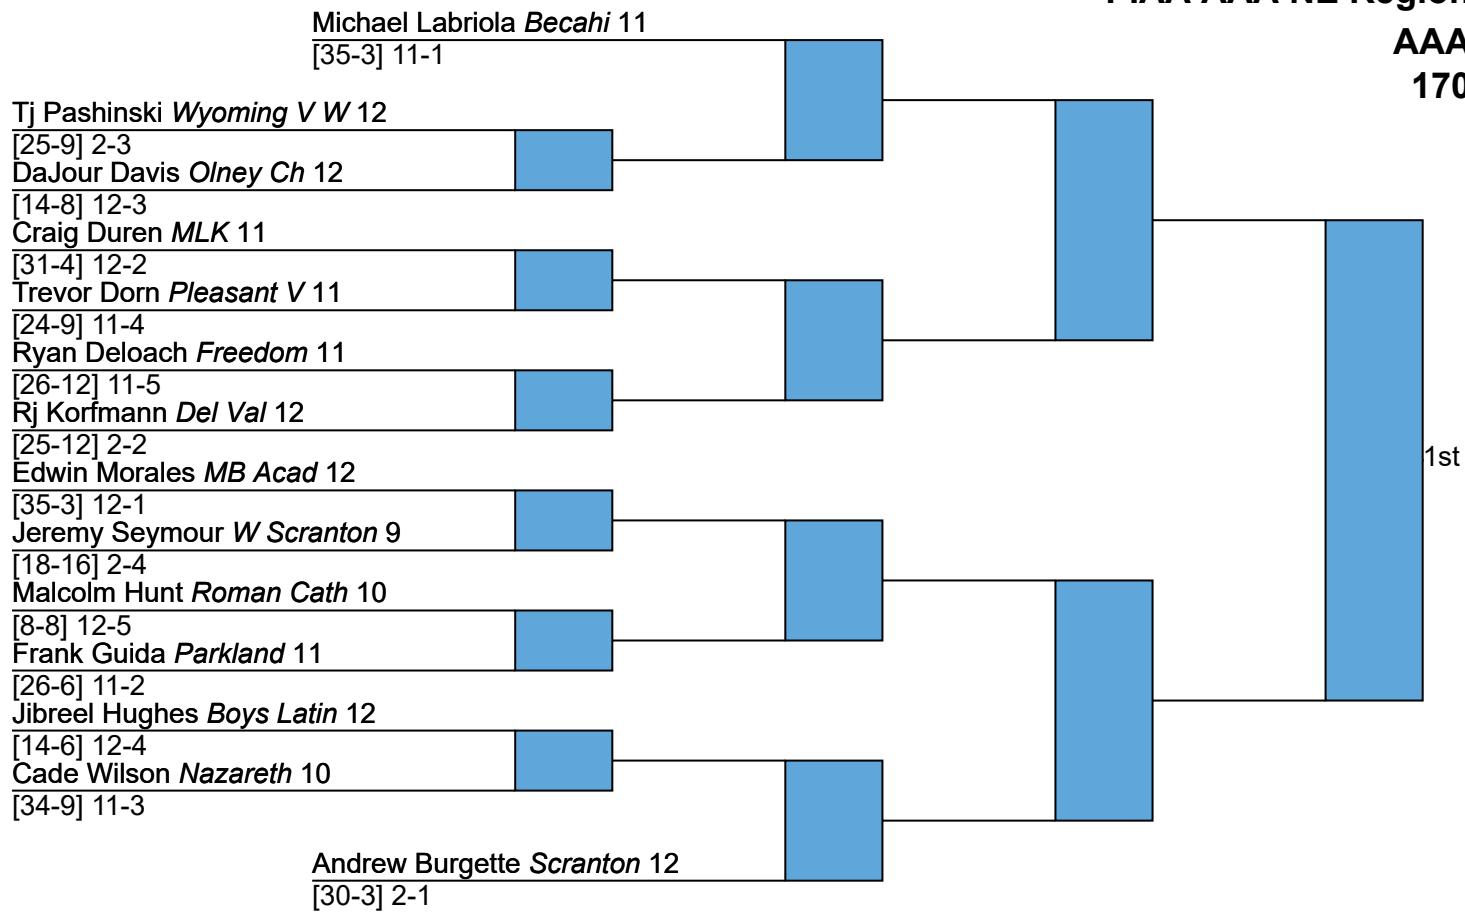 AAA
170
Michael Labriola Becahi 11
[35-3] 11-1
Tj Pashinski Wyoming V W 12
[25-9] 2-3
DaJour Davis Olney Ch 12
[14-8] 12-3
Craig Duren MLK 11
[31-4] 12-2
Trevor Dorn Pleasant V 11
[24-9] 11-4
Ryan Deloach Freedom 11
[26-12] 11-5
Rj Korfmann Del Val 12
[25-12] 2-2
Edwin Morales MB Acad 12
[35-3] 12-1
Jeremy Seymour W Scranton 9
[18-16] 2-4
Malcolm Hunt Roman Cath 10
[8-8] 12-5
Frank Guida Parkland 11
[26-6] 11-2
Jibreel Hughes Boys Latin 12
[14-6] 12-4
Cade Wilson Nazareth 10
[34-9] 11-3
Andrew Burgette Scranton 12
[30-3] 2-1
1st